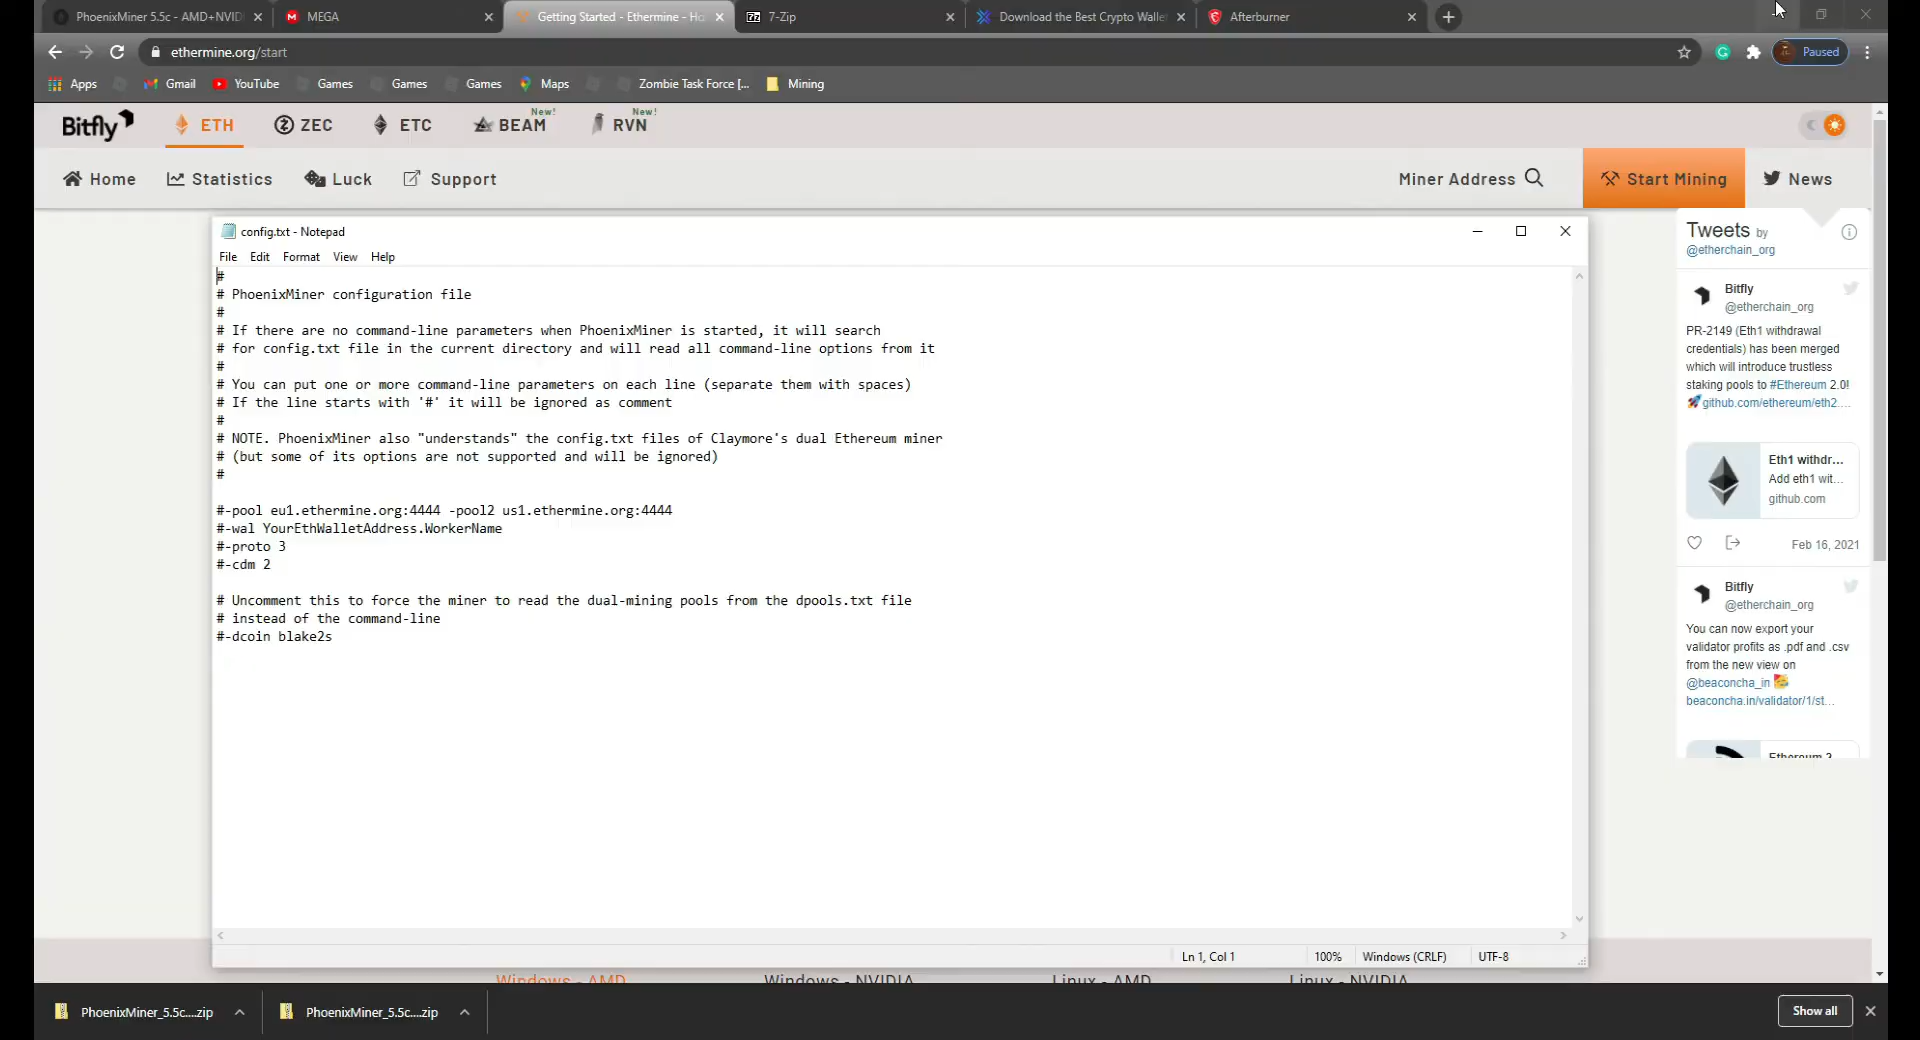 PhoenixMiner 5.5c - AMD+NVIDI
MEGA
Getting Started - Ethermine - Ho
7z 7-Zip
Download the Best Crypto Wallet
Afterburner
ethermine.org/start
Paused
Apps
Gmail
YouTube
Games
Games
Games
Maps
Zombie Task Force [...
Mining
Bitfly
ETH
ZEC
ETC
BEAM New!
RVN New!
Home
Statistics
Luck
Support
Miner Address
Start Mining
News
config.txt - Notepad
File Edit Format View Help
#
# PhoenixMiner configuration file
#
# If there are no command-line parameters when PhoenixMiner is started, it will search
# for config.txt file in the current directory and will read all command-line options from it
#
# You can put one or more command-line parameters on each line (separate them with spaces)
# If the line starts with '#' it will be ignored as comment
#
# NOTE. PhoenixMiner also "understands" the config.txt files of Claymore's dual Ethereum miner
# (but some of its options are not supported and will be ignored)
#
#-pool eu1.ethermine.org:4444 -pool2 us1.ethermine.org:4444
#-wal YourEthWalletAddress.WorkerName
#-proto 3
#-cdm 2
# Uncomment this to force the miner to read the dual-mining pools from the dpools.txt file
# instead of the command-line
#-dcoin blake2s
Ln 1, Col 1
100%
Windows (CRLF)
UTF-8
Tweets by
@etherchain_org
Bitfly
@etherchain_org
PR-2149 (Eth1 withdrawal
credentials) has been merged
which will introduce trustless
staking pools to #Ethereum 2.0!
github.com/ethereum/eth2....
Eth1 withdr...
Add eth1 wit...
github.com
Feb 16, 2021
Bitfly
@etherchain_org
You can now export your
validator profits as .pdf and .csv
from the new view on
@beaconcha_in
beaconcha.in/validator/1/st...
Ethereum 2
Windows - AMD
Windows - NVIDIA
Linux - AMD
Linux - NVIDIA
PhoenixMiner_5.5c....zip
PhoenixMiner_5.5c....zip
Show all